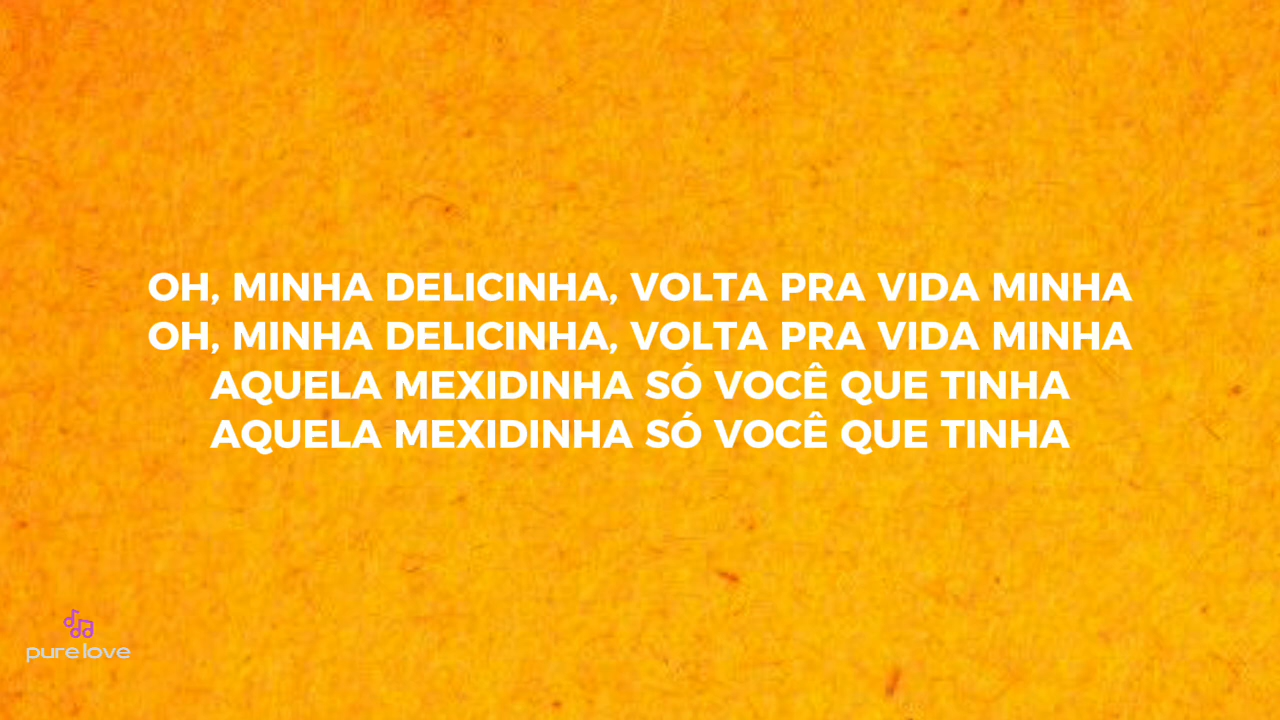 OH, MINHA DELICINHA, VOLTA PRA VIDA MINHA
OH, MINHA DELICINHA, VOLTA PRA VIDA MINHA
AQUELA MEXIDINHA SÓ VOCÊ QUE TINHA
AQUELA MEXIDINHA SÓ VOCÊ QUE TINHA
pure love